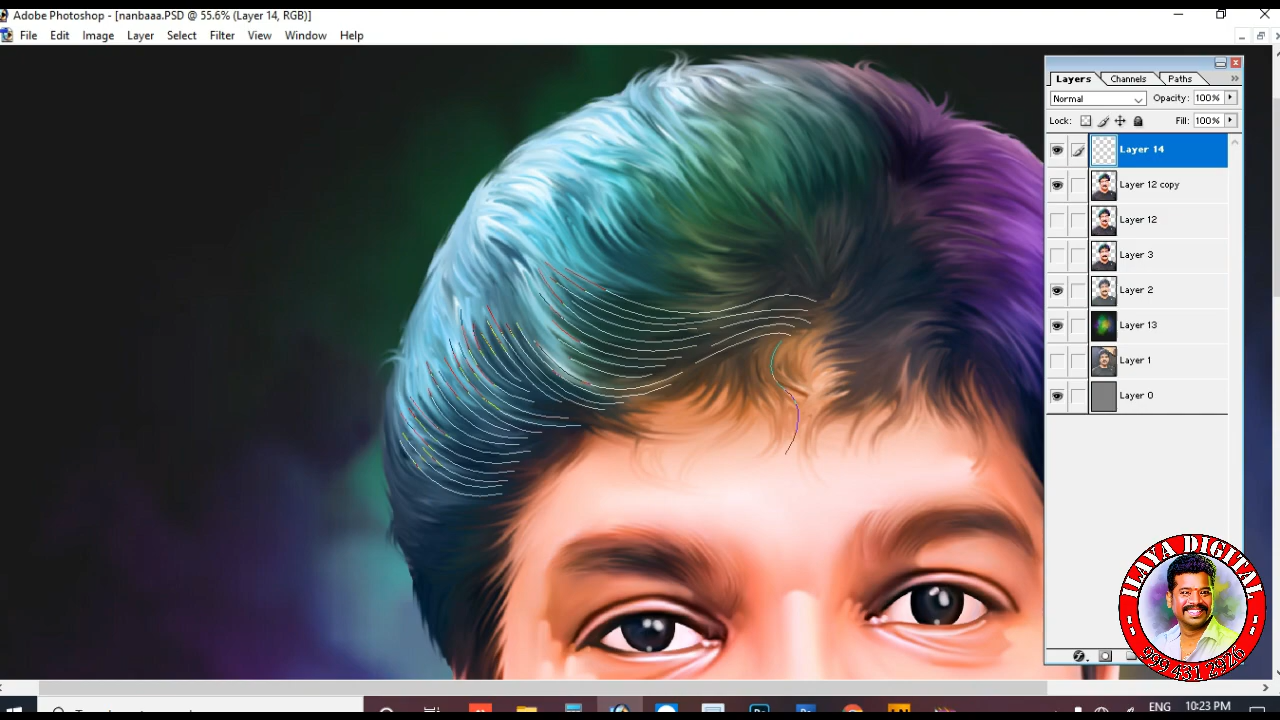 Adobe Photoshop - [nanbaaa.PSD @ 55.6% (Layer 14, RGB)]
File Edit Image Layer Select Filter View Window Help
Layers Channels Paths
Normal Opacity: 100%
Lock: Fill: 100%
Layer 14
Layer 12 copy
Layer 12
Layer 3
Layer 2
Layer 13
Layer 1
Layer 0
ILAYA DIGITAL
ENG 10:23 PM